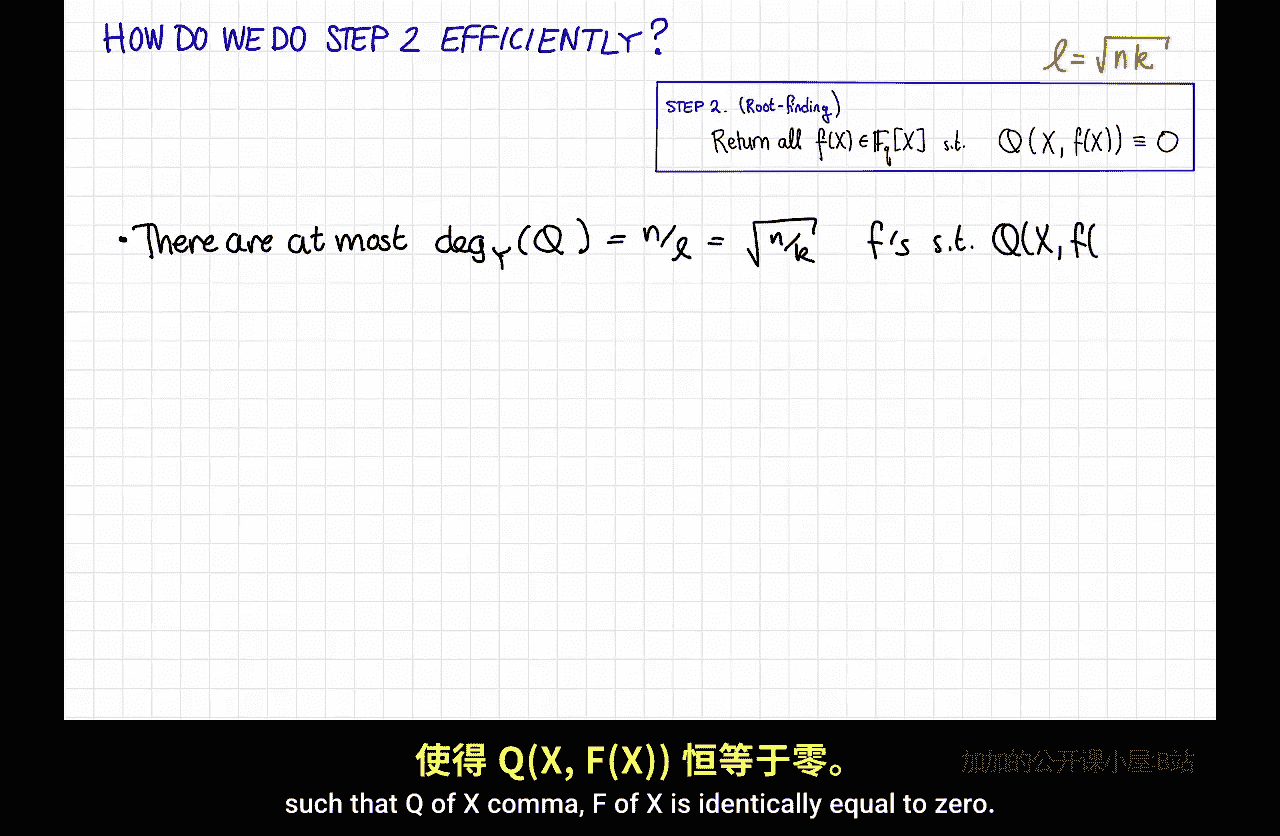 HOW DO WE DO STEP 2 EFFICIENTLY?
l = √nk
STEP 2. (Root-finding)
Return all f(X) ∈ F_q[X] s.t. Q(X, f(X)) ≡ 0
• There are at most deg_Y(Q) = n/l = √n/k f's s.t. Q(X, f(
使得 Q(X, F(X)) 恒等于零。
加加的公开课小屋:B站
such that Q of X comma, F of X is identically equal to zero.